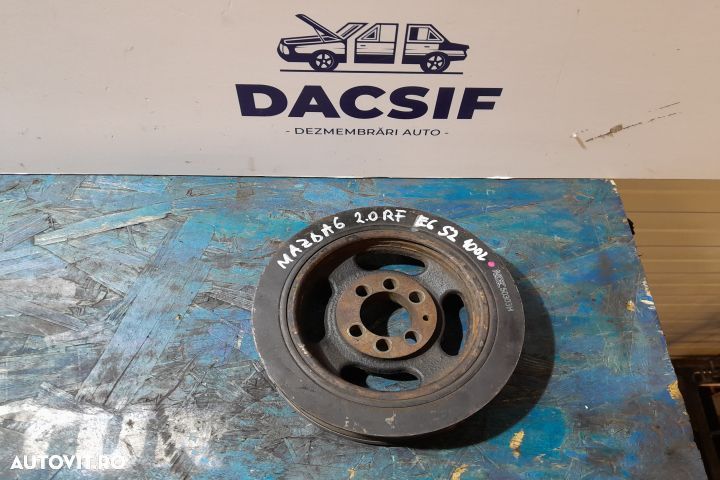 DACSIF
- DEZMEMBRĂRI AUTO -
MAZDA 6 2.0 RF E6 S2 100L
AUTOVIT.RO